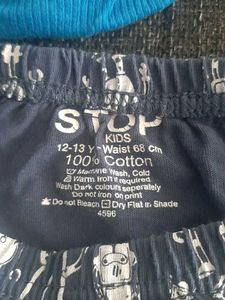 STOP
KIDS
12-13 Y - Waist 68 cm
100% Cotton
Machine Wash, Cold
Warm Iron if required
Wash Dark colours seperately
Do not iron on print
Do not Bleach Dry Flat in Shade
4596